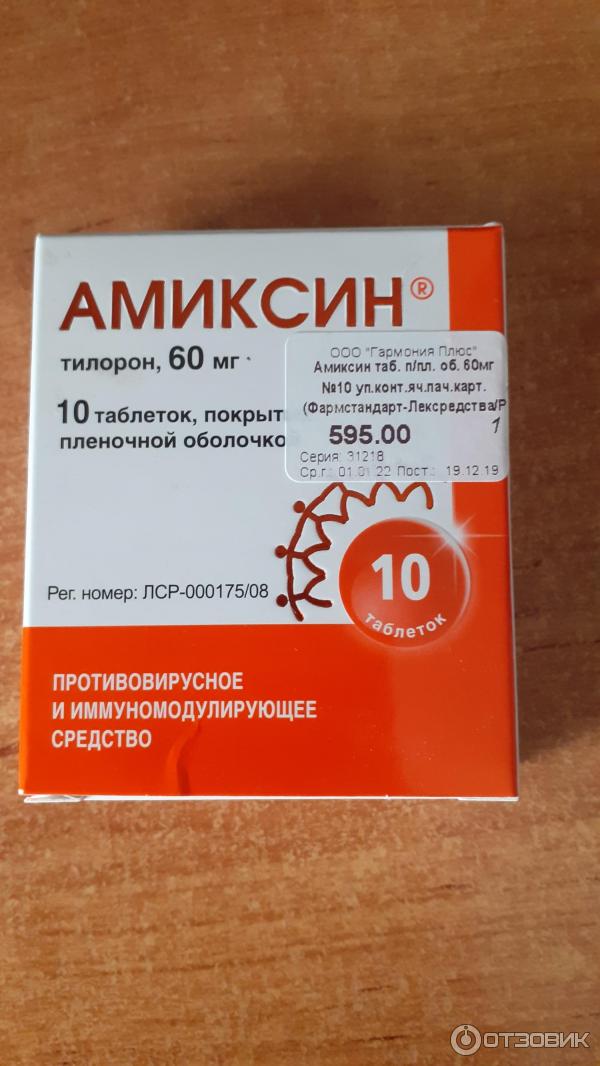 АМИКСИН®
тилорон, 60 мг
10 таблеток, покрыт
пленочной оболочкой
ООО "Гармония Плюс"
Амиксин таб. п/пл. об. 60мг
№10 уп.конт.яч.пач.карт.
(Фармстандарт-Лексредства/Р
595.00 1
Серия: 31218
Ср.г.: 01.01.22 Пост.: 19.12.19
Рег. номер: ЛСР-000175/08
10
таблеток
ПРОТИВОВИРУСНОЕ
И ИММУНОМОДУЛИРУЮЩЕЕ
СРЕДСТВО
ОТЗОВИК